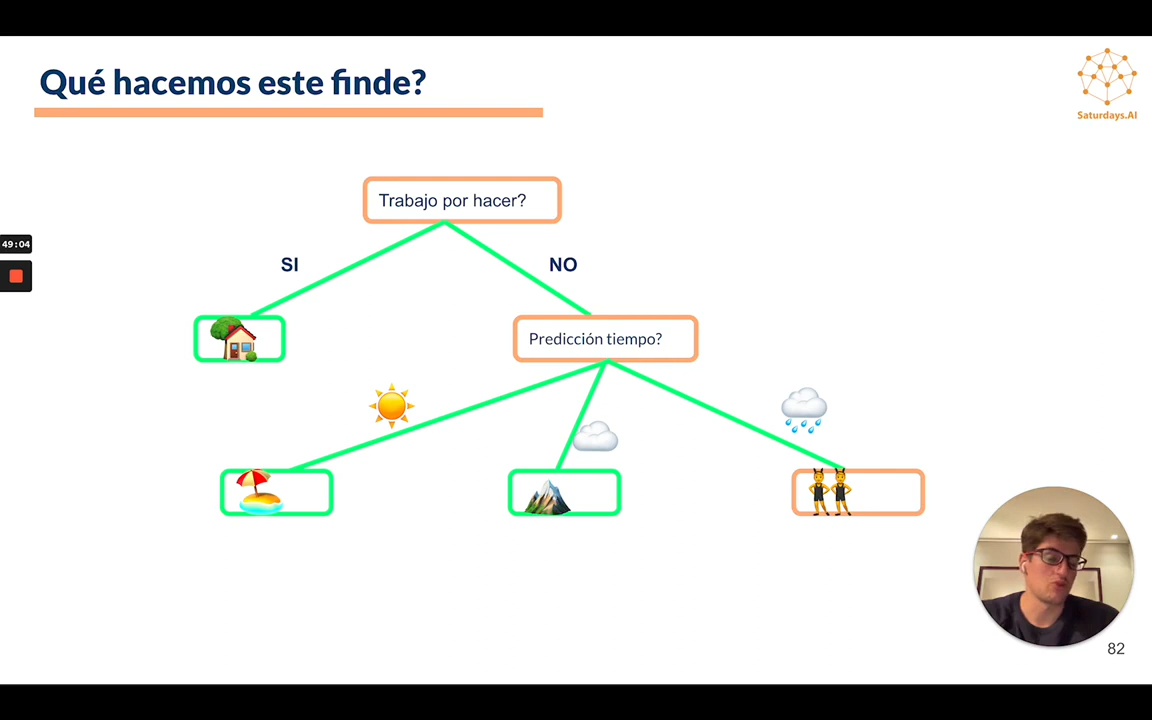 Qué hacemos este finde?
Saturdays.AI
Trabajo por hacer?
49:04
SI
NO
Predicción tiempo?
82